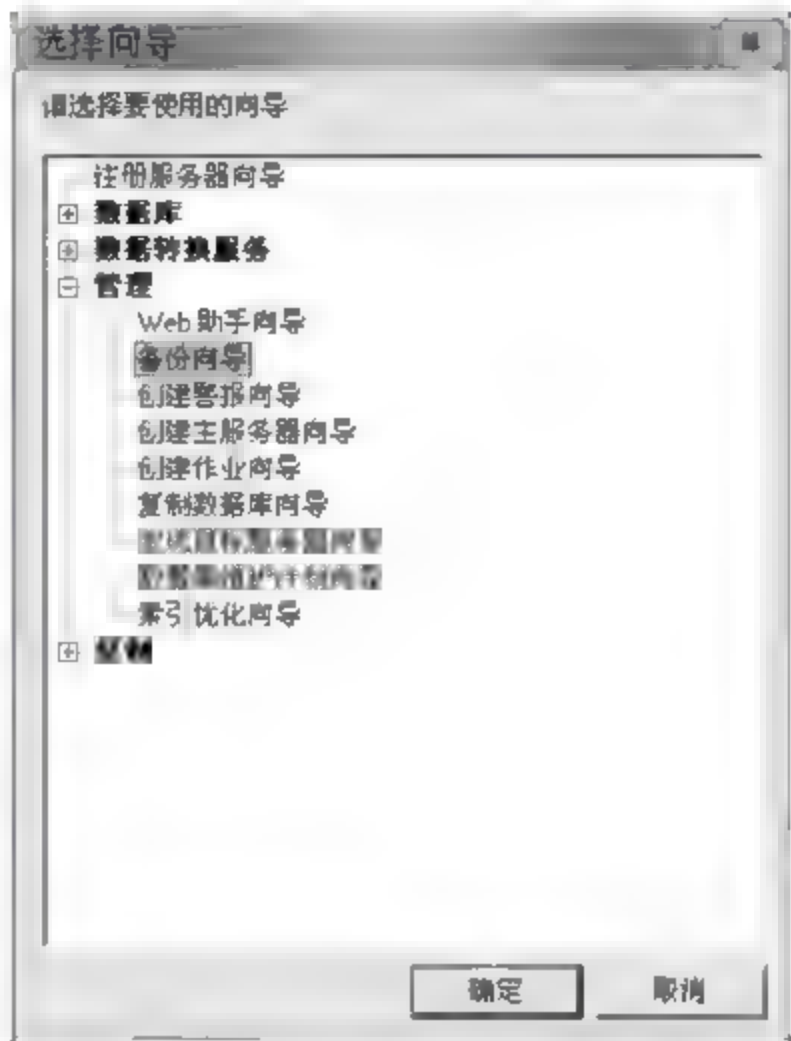 选择向导
请选择要使用的向导
注册服务器向导
数据库
数据转换服务
管理
Web 助手向导
备份向导
创建警报向导
创建主服务器向导
创建作业向导
复制数据库向导
索引优化向导
确定
取消